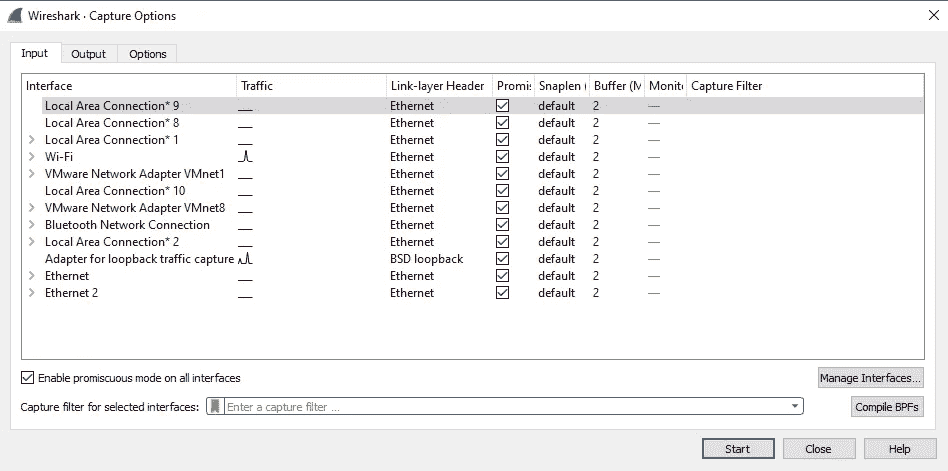 Wireshark · Capture Options
Input Output Options
Interface Traffic Link-layer Header Promis Snaplen ( Buffer (M Monito Capture Filter
Local Area Connection* 9 Ethernet default 2 —
Local Area Connection* 8 Ethernet default 2 —
Local Area Connection* 1 Ethernet default 2 —
Wi-Fi Ethernet default 2 —
VMware Network Adapter VMnet1 Ethernet default 2 —
Local Area Connection* 10 Ethernet default 2 —
VMware Network Adapter VMnet8 Ethernet default 2 —
Bluetooth Network Connection Ethernet default 2 —
Local Area Connection* 2 Ethernet default 2 —
Adapter for loopback traffic capture BSD loopback default 2 —
Ethernet Ethernet default 2 —
Ethernet 2 Ethernet default 2 —
Enable promiscuous mode on all interfaces Manage Interfaces...
Capture filter for selected interfaces: Enter a capture filter ... Compile BPFs
Start Close Help